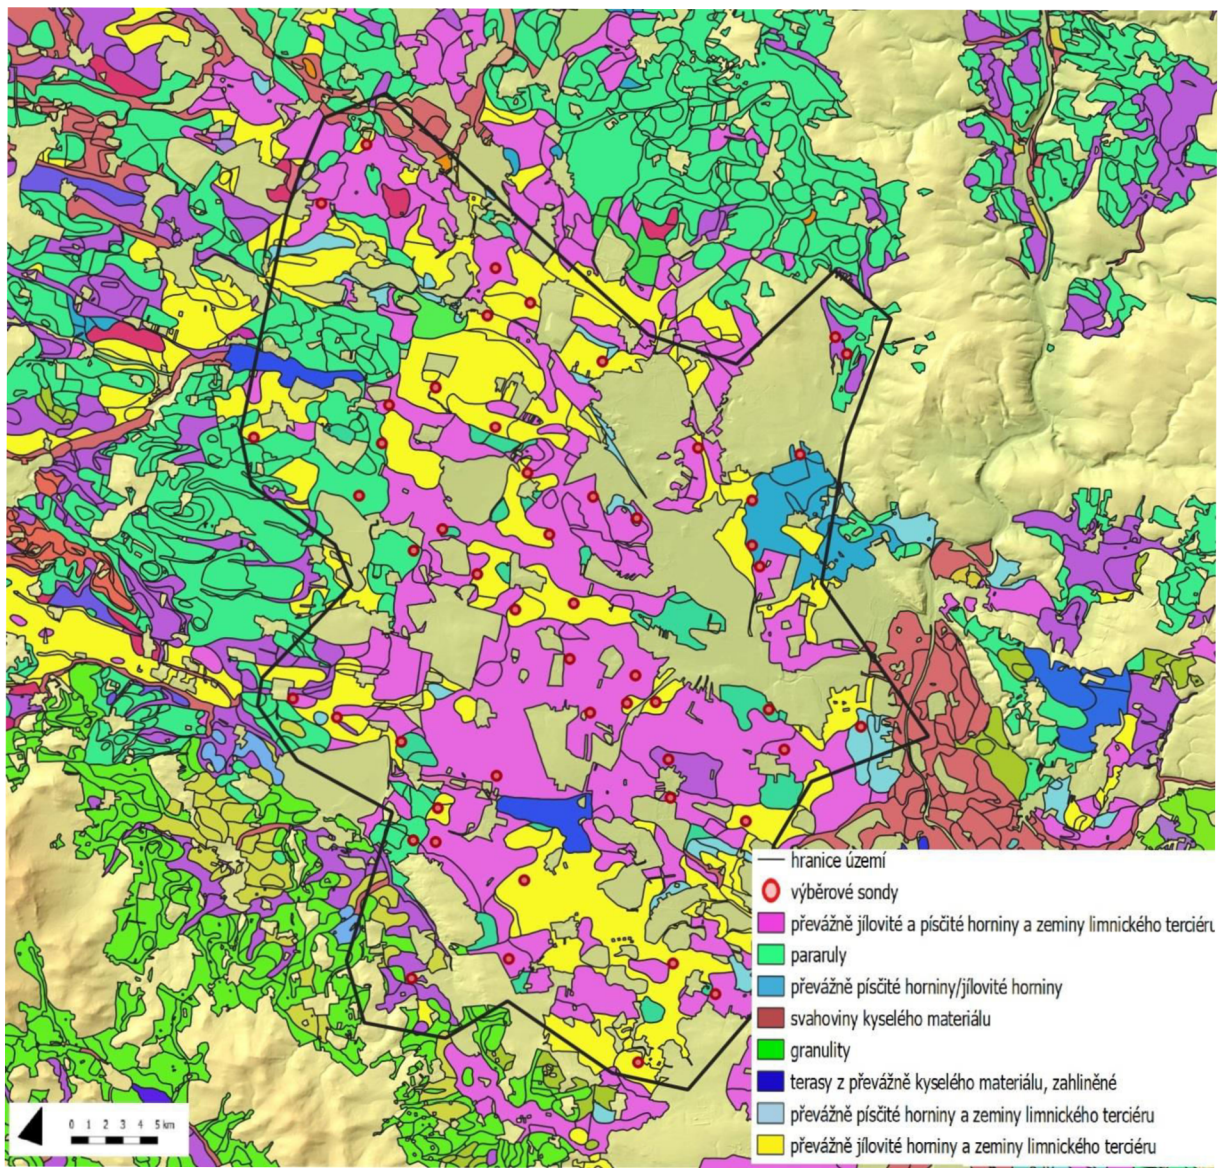 hranice území
výběrové sondy
převážně jílovité a písčité horniny a zeminy limnického terciéru
pararuly
převážně písčité horniny/jílovité horniny
svahoviny kyselého materiálu
granulity
terasy z převážně kyselého materiálu, zahliněné
převážně písčité horniny a zeminy limnického terciéru
převážně jílovité horniny a zeminy limnického terciéru
0 1 2 3 4 5 km